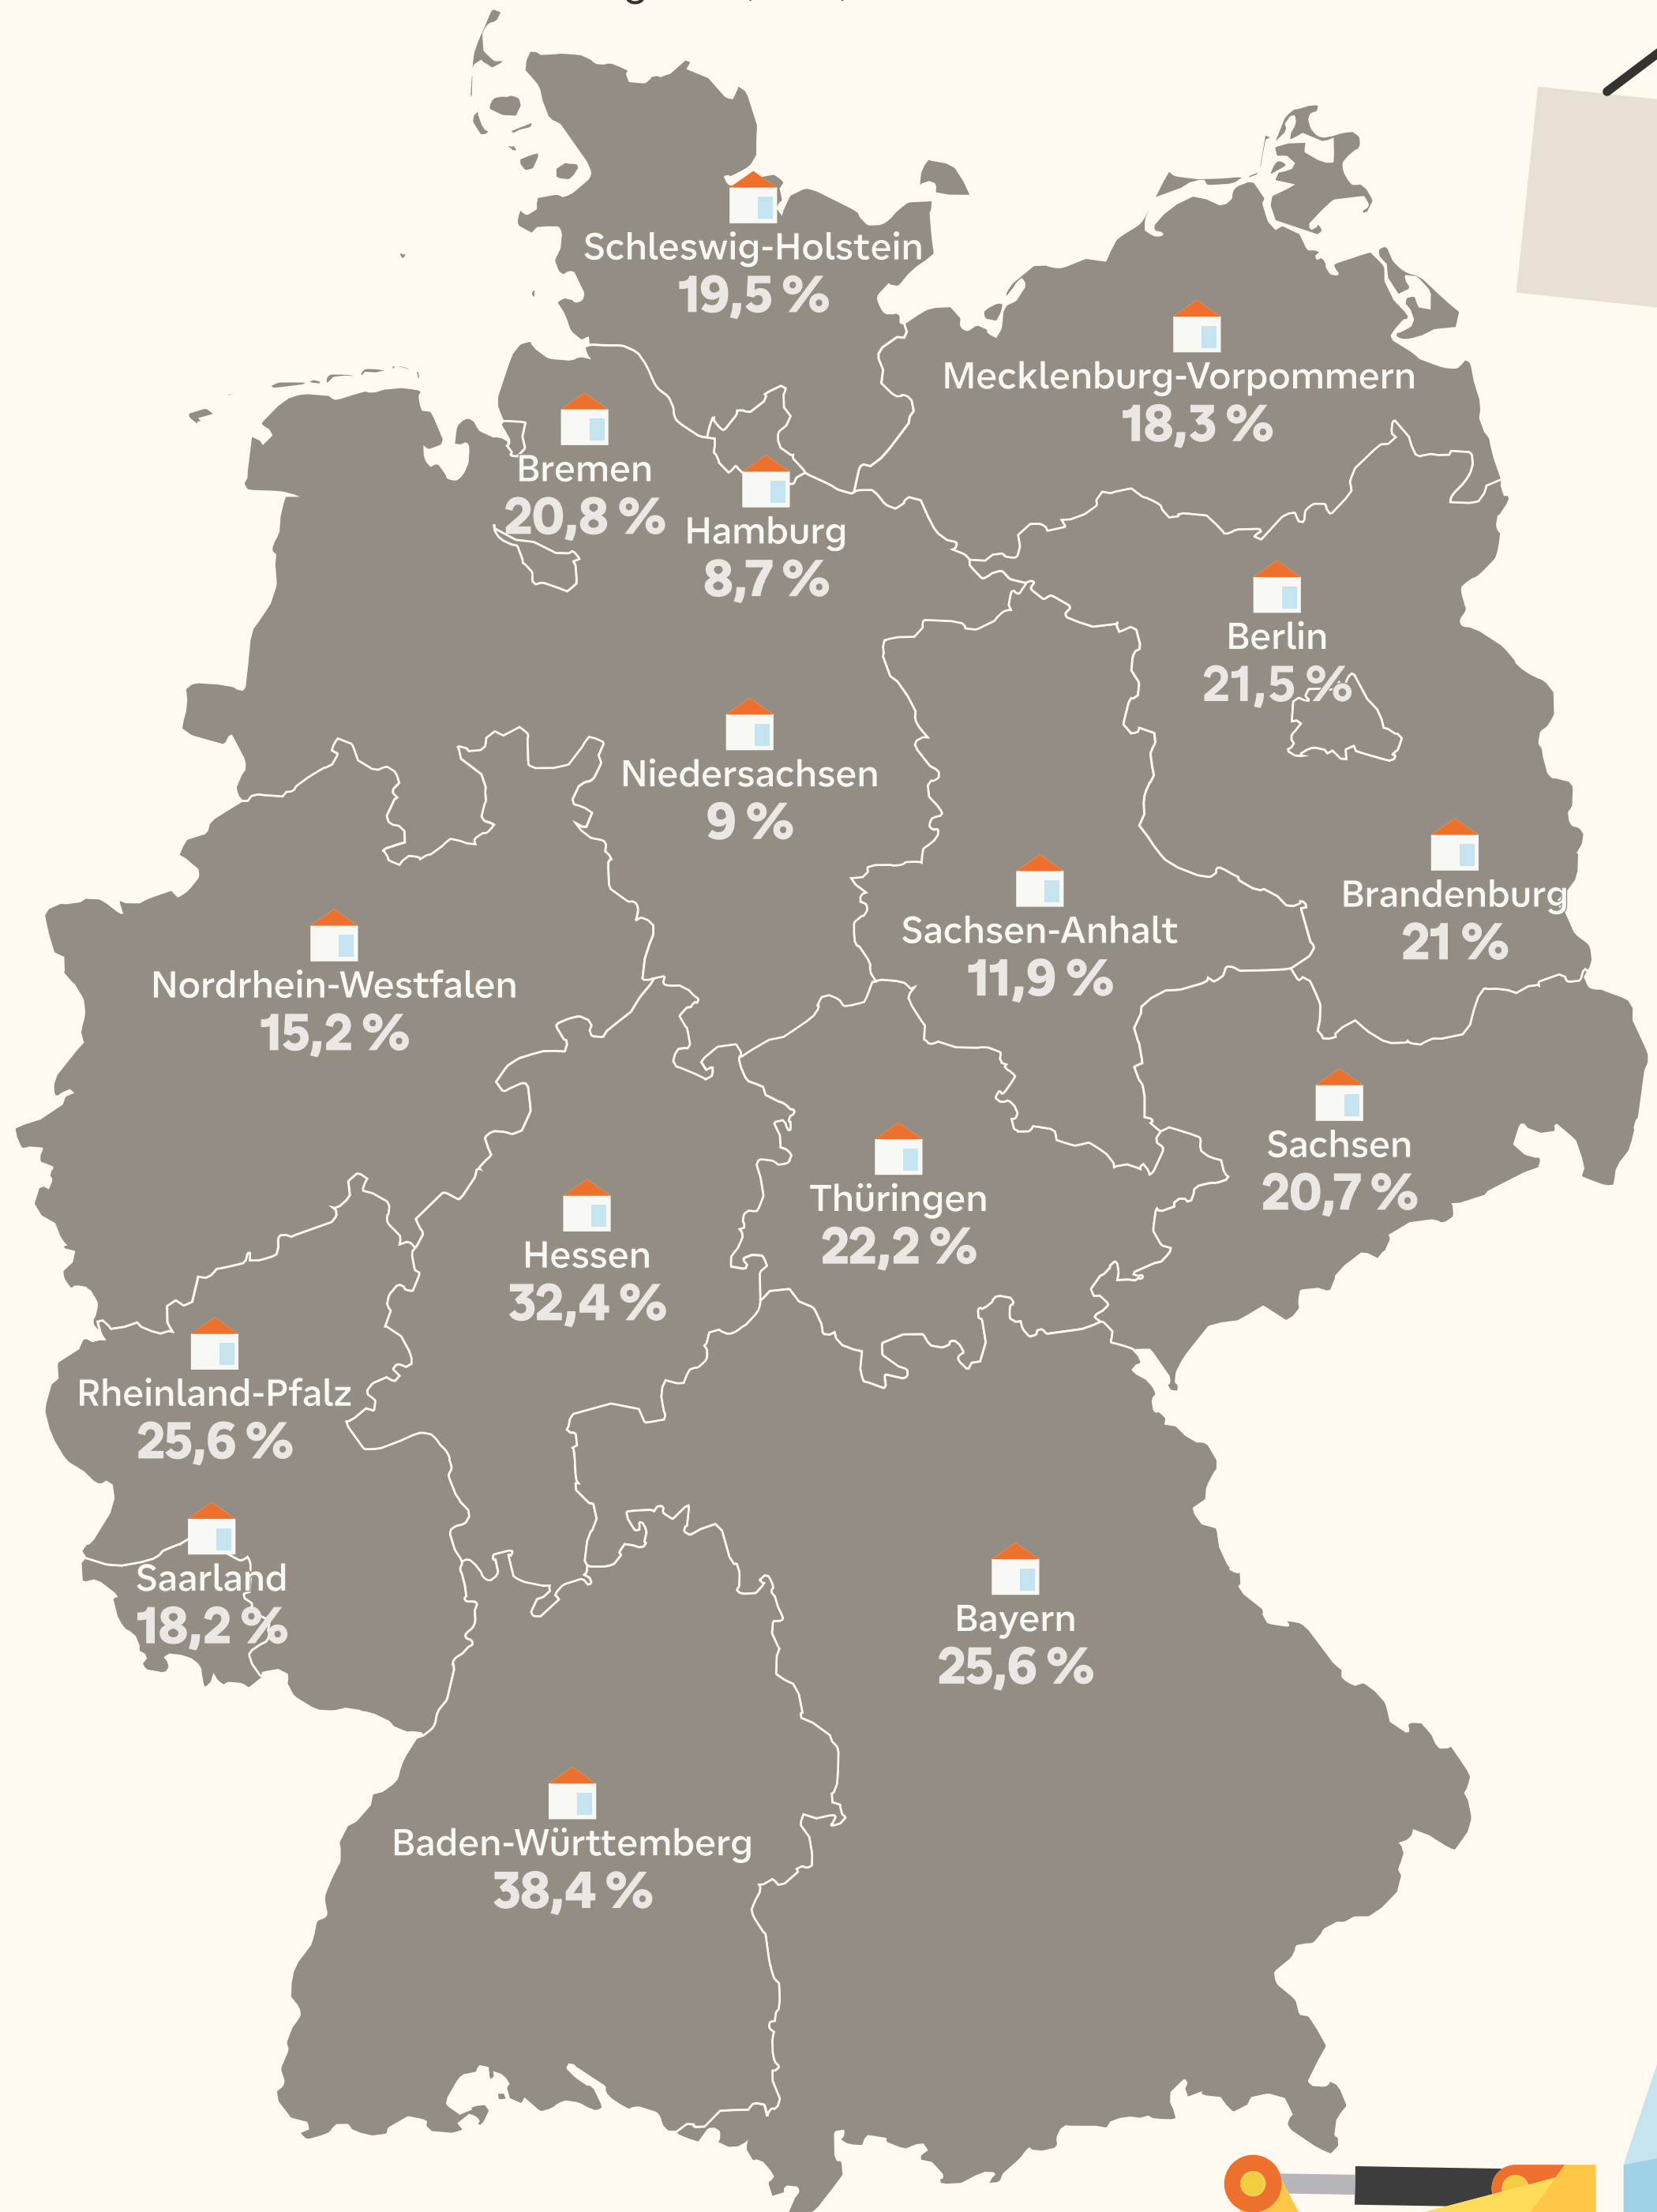 Schleswig-Holstein
19,5 %
Mecklenburg-Vorpommern
18,3 %
Bremen
20,8 %
Hamburg
8,7 %
Berlin
21,5 %
Niedersachsen
9 %
Brandenburg
21 %
Sachsen-Anhalt
11,9 %
Nordrhein-Westfalen
15,2 %
Sachsen
20,7 %
Thüringen
22,2 %
Hessen
32,4 %
Rheinland-Pfalz
25,6 %
Saarland
18,2 %
Bayern
25,6 %
Baden-Württemberg
38,4 %